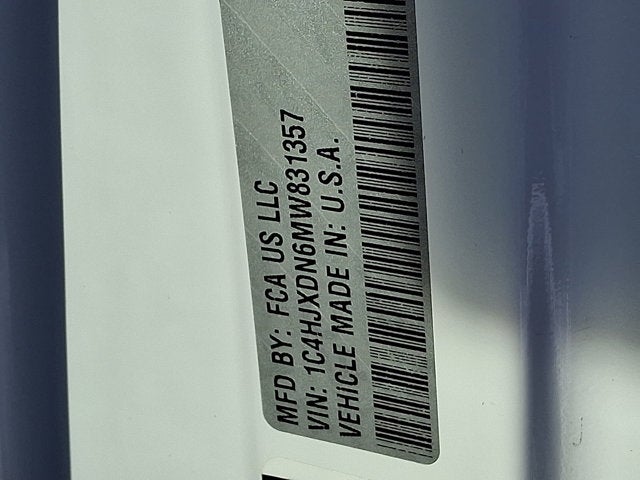 MFD BY: FCA US LLC
VIN: 1C4HJXDN6MW831357
VEHICLE MADE IN: U.S.A.